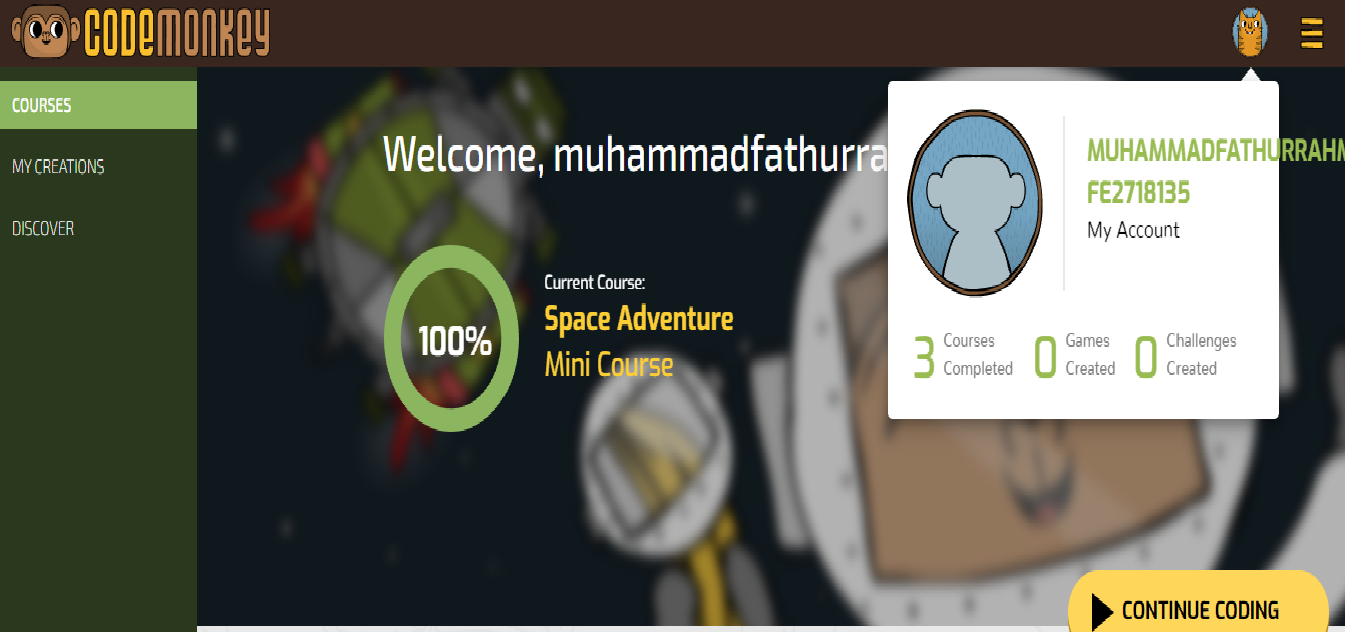 CODEMONKEY
COURSES
MY CREATIONS
DISCOVER
Welcome, muhammadfathurra
100%
Current Course:
Space Adventure
Mini Course
MUHAMMADFATHURRAHM
FE2718135
My Account
3 Courses Completed
0 Games Created
0 Challenges Created
CONTINUE CODING